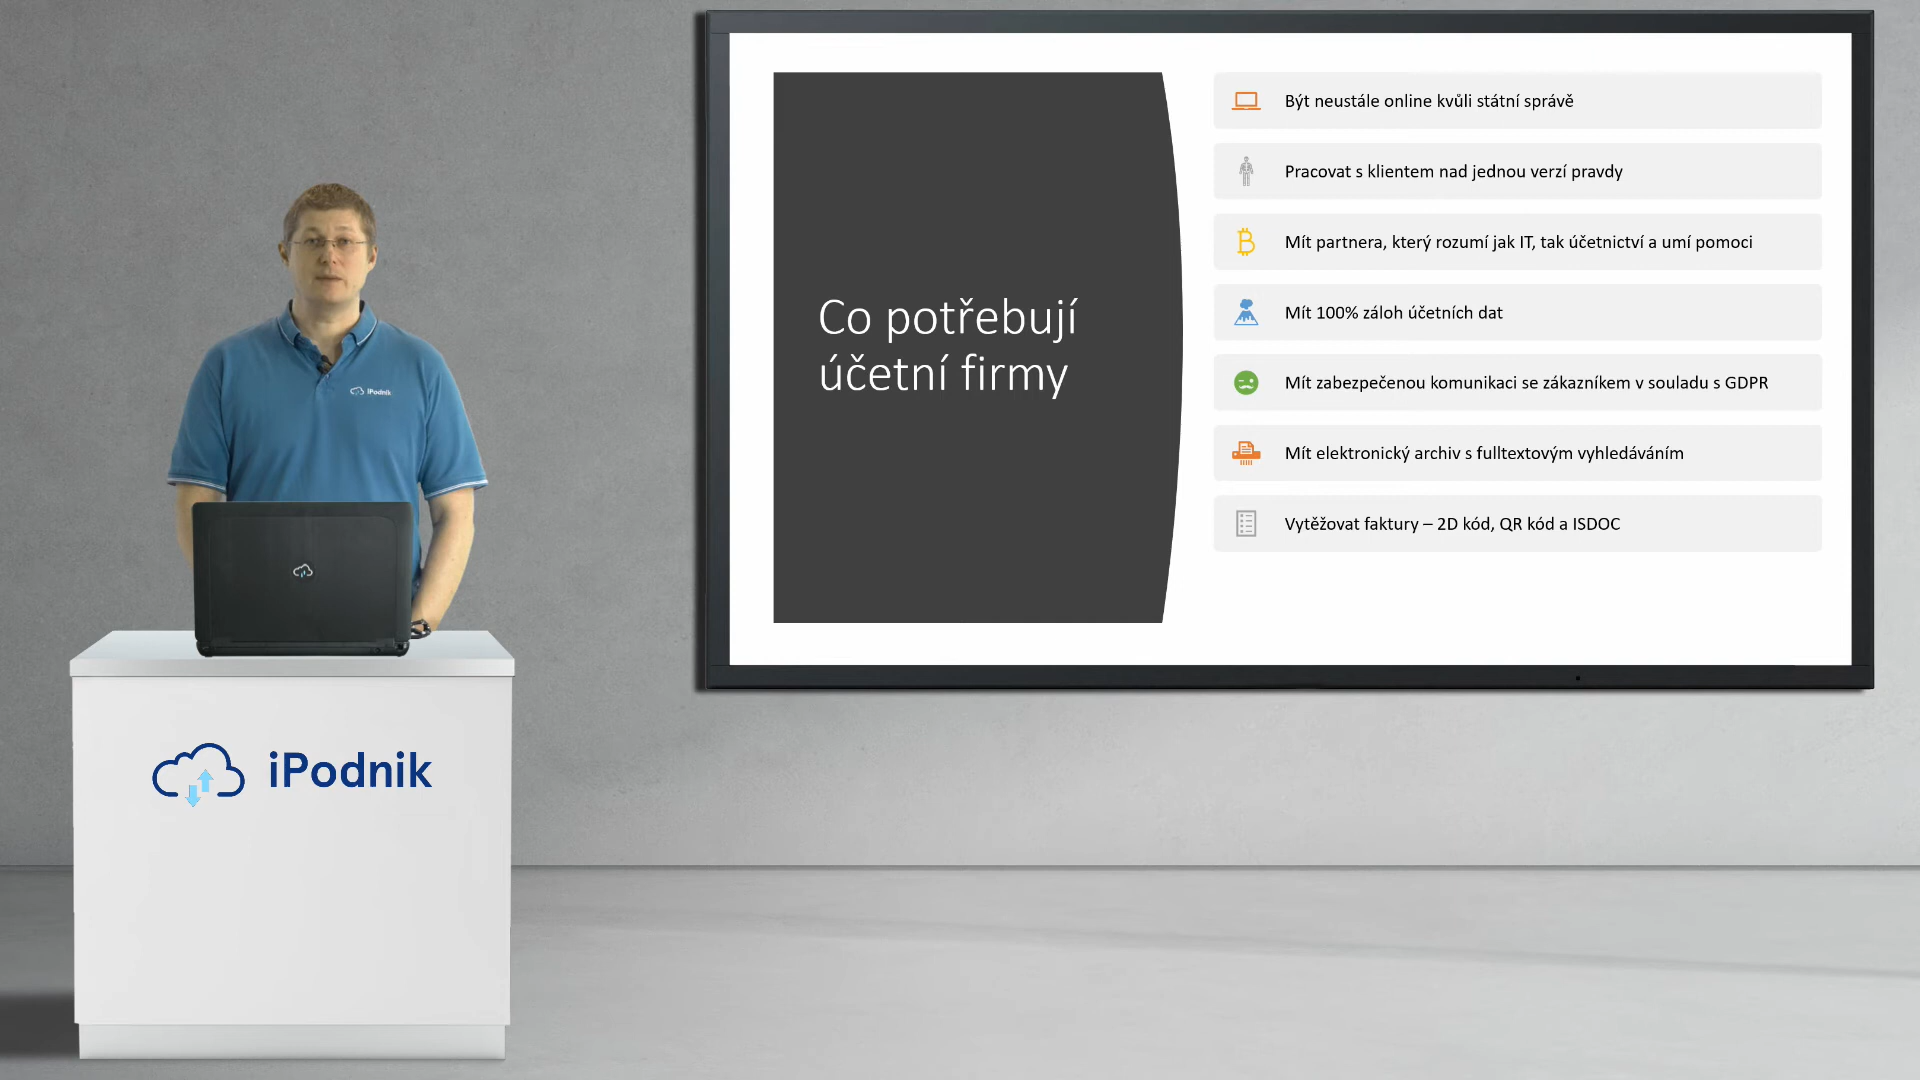 Co potřebují
účetní firmy
Být neustále online kvůli státní správě
Pracovat s klientem nad jednou verzí pravdy
Mít partnera, který rozumí jak IT, tak účetnictví a umí pomoci
Mít 100% záloh účetních dat
Mít zabezpečenou komunikaci se zákazníkem v souladu s GDPR
Mít elektronický archiv s fulltextovým vyhledáváním
Vytěžovat faktury – 2D kód, QR kód a ISDOC
iPodnik
iPodnik